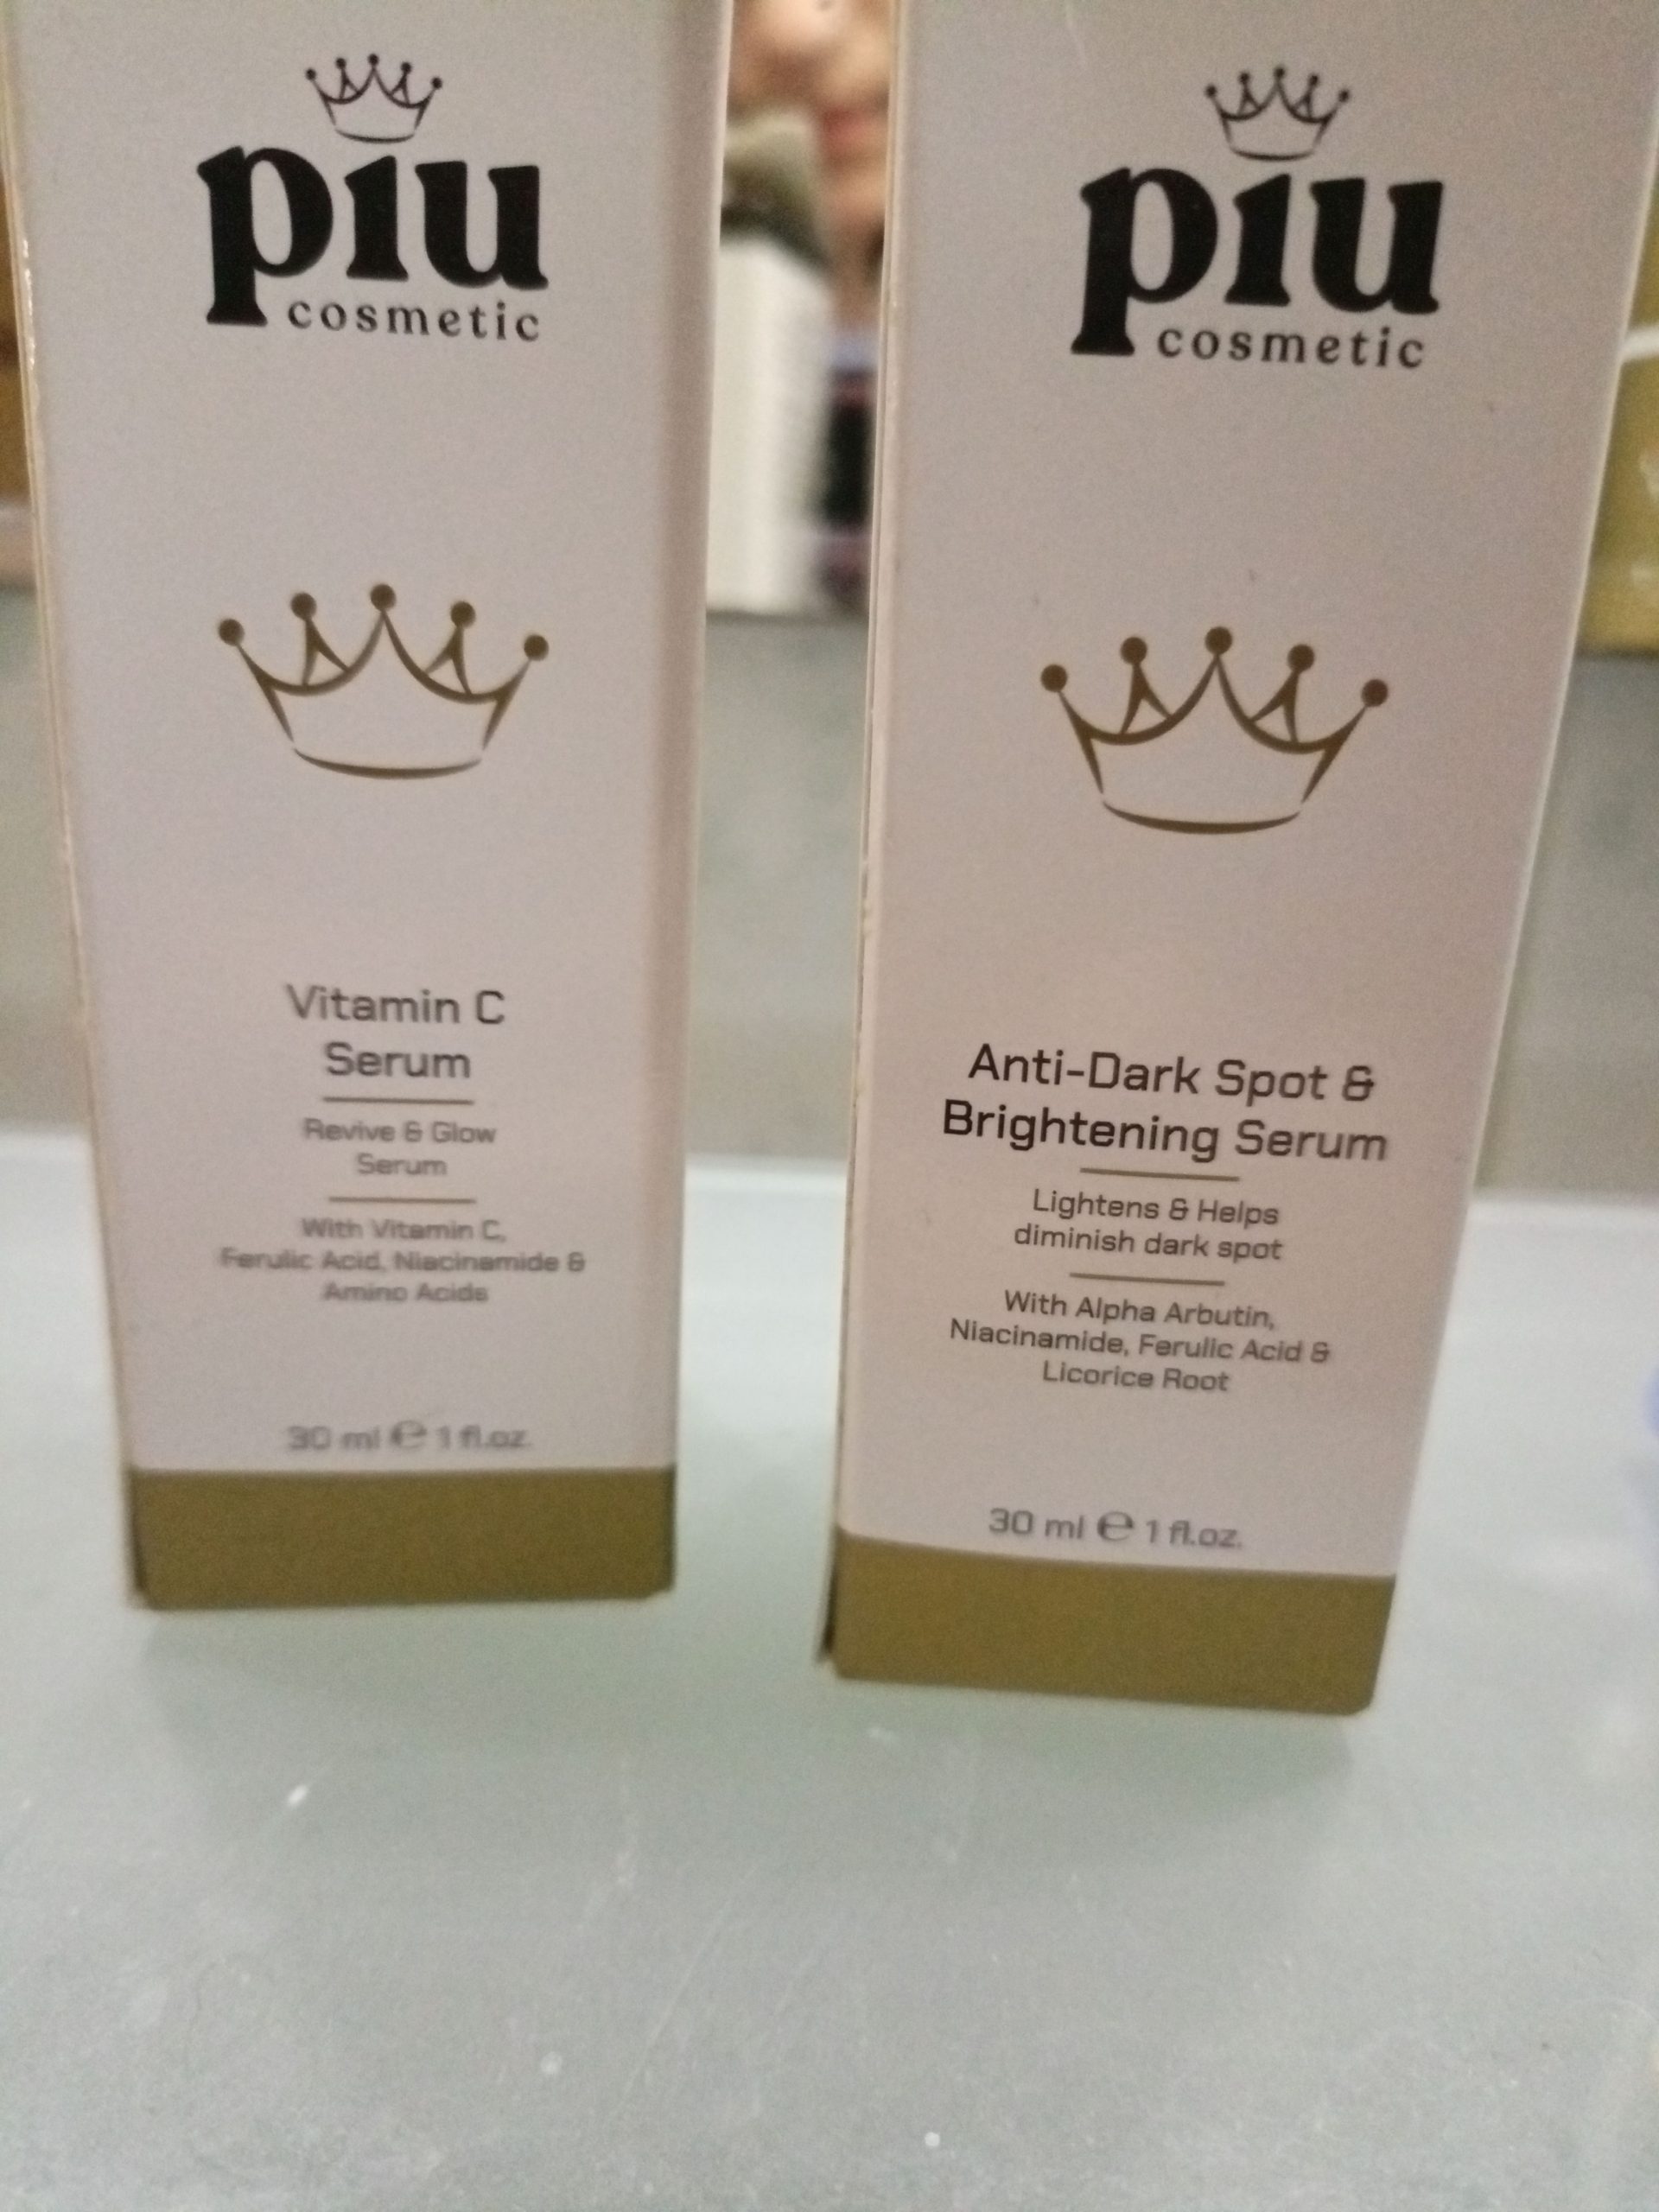 piu
cosmetic
Vitamin C
Serum
Revive & Glow
Serum
With Vitamin C,
Ferulic Acid, Niacinamide &
Amino Acids
30 ml ℮ 1 fl.oz.
piu
cosmetic
Anti-Dark Spot &
Brightening Serum
Lightens & Helps
diminish dark spot
With Alpha Arbutin,
Niacinamide, Ferulic Acid &
Licorice Root
30 ml ℮ 1 fl.oz.